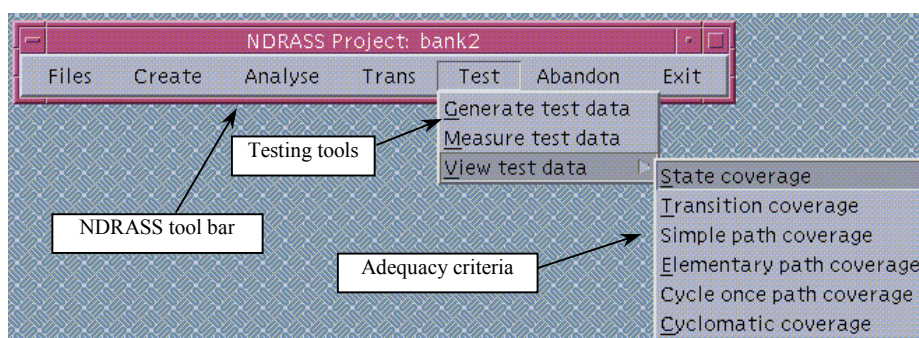 NDRASS Project: bank2
Files Create Analyse Trans Test Abandon Exit
Generate test data
Measure test data
View test data
Testing tools
State coverage
Transition coverage
Simple path coverage
Elementary path coverage
Cycle once path coverage
Cyclomatic coverage
NDRASS tool bar
Adequacy criteria